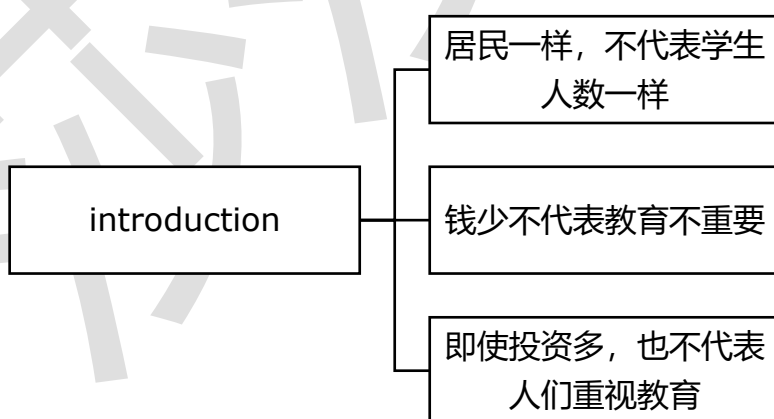 居民一样，不代表学生
人数一样
introduction
钱少不代表教育不重要
即使投资多，也不代表
人们重视教育